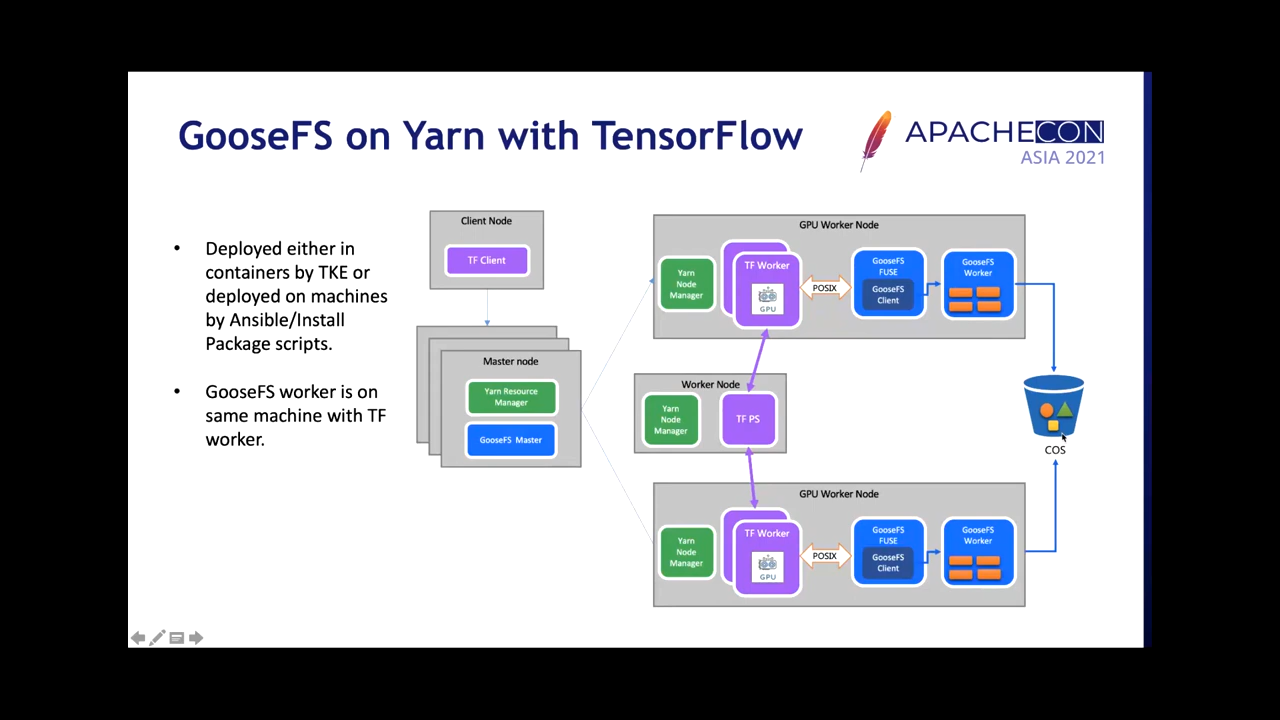 GooseFS on Yarn with TensorFlow
APACHECON
ASIA 2021
• Deployed either in
containers by TKE or
deployed on machines
by Ansible/Install
Package scripts.
• GooseFS worker is on
same machine with TF
worker.
Client Node
TF Client
Master node
Yarn Resource
Manager
GooseFS Master
GPU Worker Node
Yarn
Node
Manager
TF Worker
GPU
POSIX
GooseFS
FUSE
GooseFS
Client
GooseFS
Worker
Worker Node
Yarn
Node
Manager
TF PS
COS
GPU Worker Node
Yarn
Node
Manager
TF Worker
GPU
POSIX
GooseFS
FUSE
GooseFS
Client
GooseFS
Worker